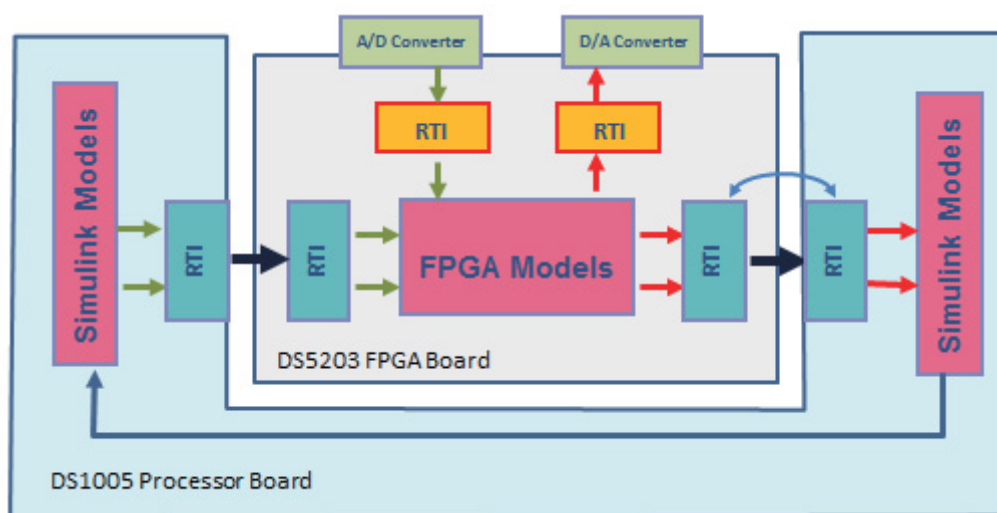 A/D Converter
D/A Converter
RTI
RTI
Simulink Models
RTI
RTI
FPGA Models
RTI
RTI
Simulink Models
DS5203 FPGA Board
DS1005 Processor Board